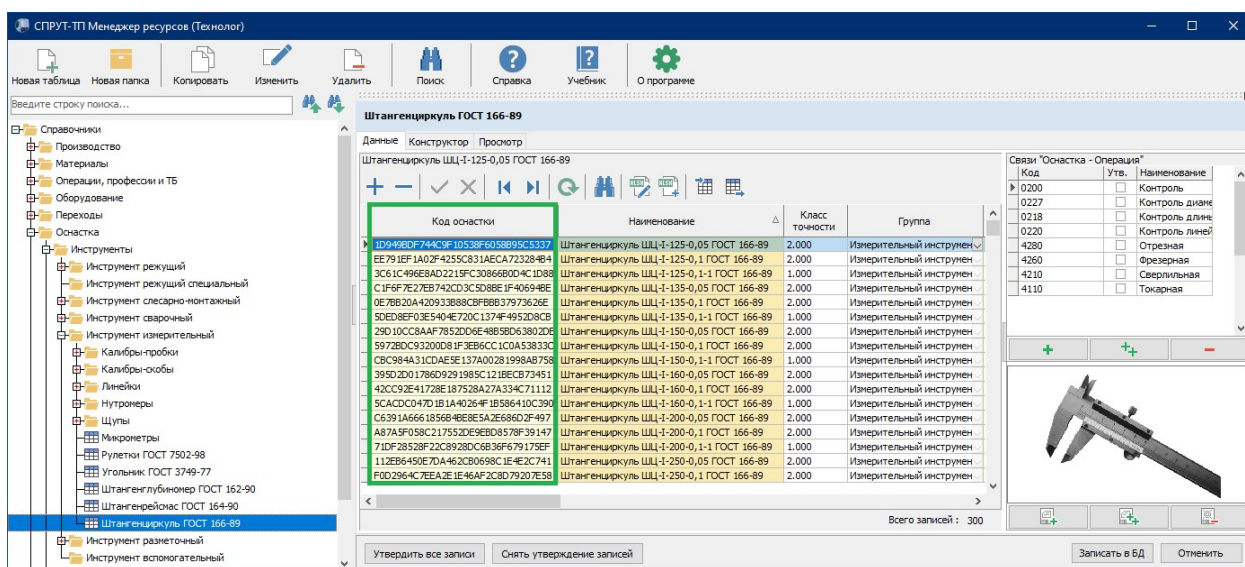 СПРУТ-ТП Менеджер ресурсов (Технолог)
Новая таблица Новая папка Копировать Изменить Удалить Поиск Справка Учебник О программе
Введите строку поиска...
Справочники
Производство
Материалы
Операции, профессии и ТБ
Оборудование
Переходы
Оснастка
Инструменты
Инструмент режущий
Инструмент режущий специальный
Инструмент слесарно-монтажный
Инструмент сварочный
Инструмент измерительный
Калибры-пробки
Калибры-скобы
Линейки
Нутромеры
Щупы
Микрометры
Рулетки ГОСТ 7502-98
Угольник ГОСТ 3749-77
Штангенглубиномер ГОСТ 162-90
Штангенрейсмас ГОСТ 164-90
Штангенциркуль ГОСТ 166-89
Инструмент разметочный
Инструмент вспомогательный
Штангенциркуль ГОСТ 166-89
Данные Конструктор Просмотр
Штангенциркуль ШЦ-I-125-0,05 ГОСТ 166-89
Код оснастки Наименование Класс точности Группа
1D949BDF744C9F10538F6058B95C5337 Штангенциркуль ШЦ-I-125-0,05 ГОСТ 166-89 2.000 Измерительный инструмен
EE791EF1A02F4255C831AECA723284B4 Штангенциркуль ШЦ-I-125-0,1 ГОСТ 166-89 2.000 Измерительный инструмен
3C61C496E8AD2215FC30866B0D4C1D88 Штангенциркуль ШЦ-I-125-0,1-1 ГОСТ 166-89 1.000 Измерительный инструмен
C1F6F7E27EB742CD3C5D8BE1F40694BE Штангенциркуль ШЦ-I-135-0,05 ГОСТ 166-89 2.000 Измерительный инструмен
0E7BB20A420933B88CBFBBB37973626E Штангенциркуль ШЦ-I-135-0,1 ГОСТ 166-89 2.000 Измерительный инструмен
5DED8EF03E5404E720C1374F4952D8CB Штангенциркуль ШЦ-I-135-0,1-1 ГОСТ 166-89 1.000 Измерительный инструмен
29D10CC8AAF7852DD6E48B5BD63802DE Штангенциркуль ШЦ-I-150-0,05 ГОСТ 166-89 2.000 Измерительный инструмен
5972BDC93200D81F3EB6CC1C0A53833C Штангенциркуль ШЦ-I-150-0,1 ГОСТ 166-89 2.000 Измерительный инструмен
CBC984A31CDAE5E137A00281998AB758 Штангенциркуль ШЦ-I-150-0,1-1 ГОСТ 166-89 1.000 Измерительный инструмен
395D2D01786D9291985C121BECB73451 Штангенциркуль ШЦ-I-160-0,05 ГОСТ 166-89 2.000 Измерительный инструмен
42CC92E41728E187528A27A334C71112 Штангенциркуль ШЦ-I-160-0,1 ГОСТ 166-89 2.000 Измерительный инструмен
5CACDC047D1B1A40264F1B586410C390 Штангенциркуль ШЦ-I-160-0,1-1 ГОСТ 166-89 1.000 Измерительный инструмен
C6391A6661856B4BE8E5A2E686D2F497 Штангенциркуль ШЦ-I-200-0,05 ГОСТ 166-89 2.000 Измерительный инструмен
A87A5F058C217552DE9EBD8578F39147 Штангенциркуль ШЦ-I-200-0,1 ГОСТ 166-89 2.000 Измерительный инструмен
71DF28528F22C8928DC6B36F679175EF Штангенциркуль ШЦ-I-200-0,1-1 ГОСТ 166-89 1.000 Измерительный инструмен
112EB6450E7DA462CB0698C1E4E2C741 Штангенциркуль ШЦ-I-250-0,05 ГОСТ 166-89 2.000 Измерительный инструмен
F0D2964C7EEA2E1E46AF2C8D79207E58 Штангенциркуль ШЦ-I-250-0,1 ГОСТ 166-89 2.000 Измерительный инструмен
Всего записей : 300
Утвердить все записи Снять утверждение записей
Связи "Оснастка - Операция"
Код Утв. Наименование
0200 Контроль
0227 Контроль диаме
0218 Контроль длинь
0220 Контроль линей
4280 Отрезная
4260 Фрезерная
4210 Сверлильная
4110 Токарная
Записать в БД Отменить